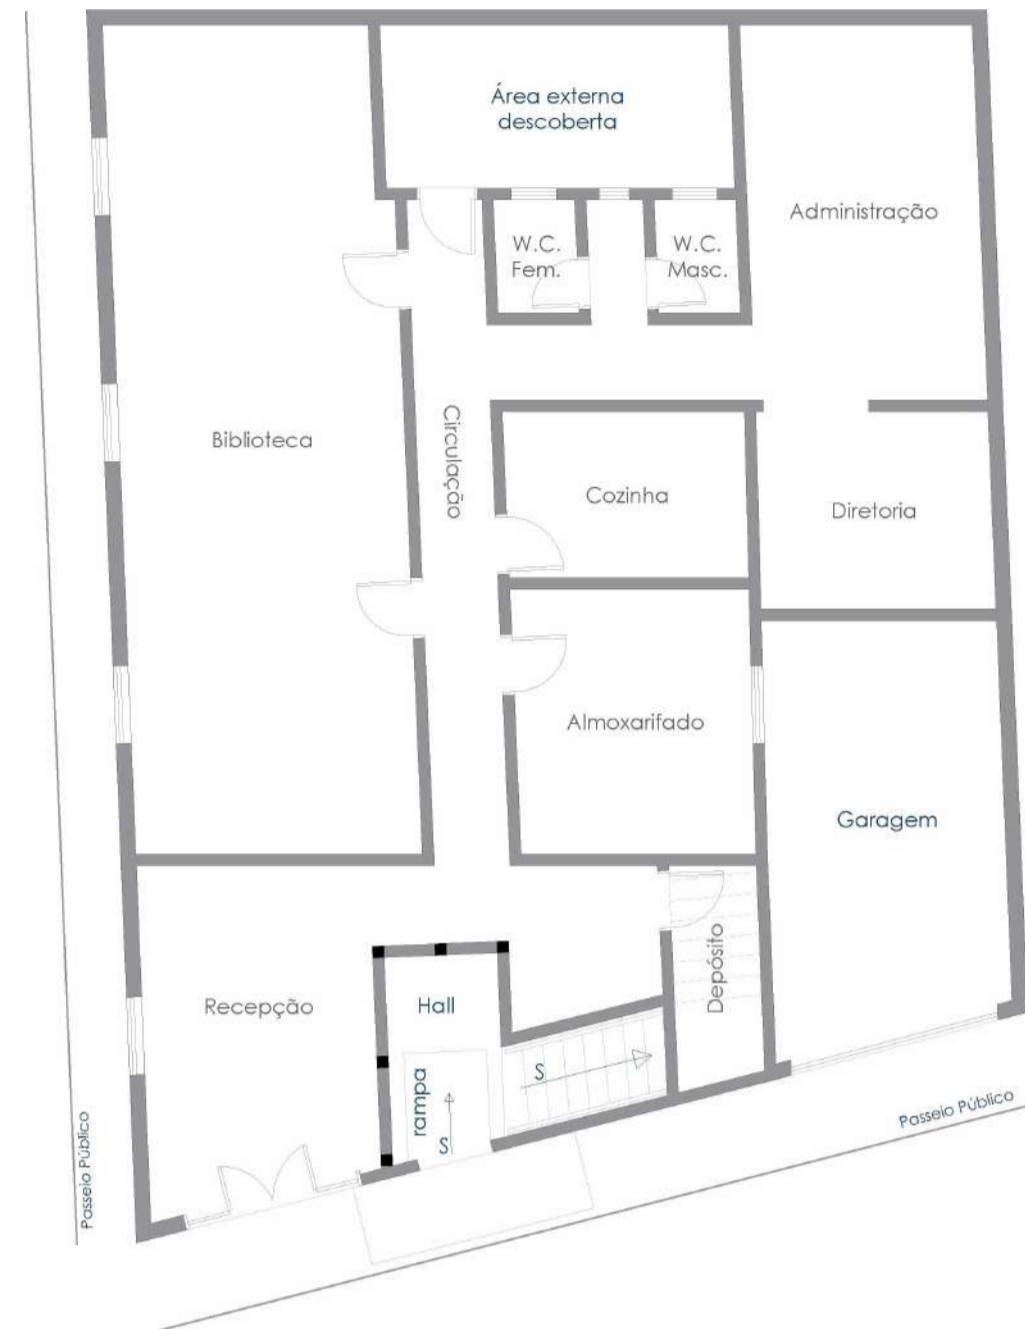 Área externa
descoberta
Administração
W.C.
Fem.
W.C.
Masc.
Circulação
Biblioteca
Cozinha
Diretoria
Almoxarifado
Garagem
Depósito
Recepção
Hall
rampa
S
S
Passeio Público
Passeio Público